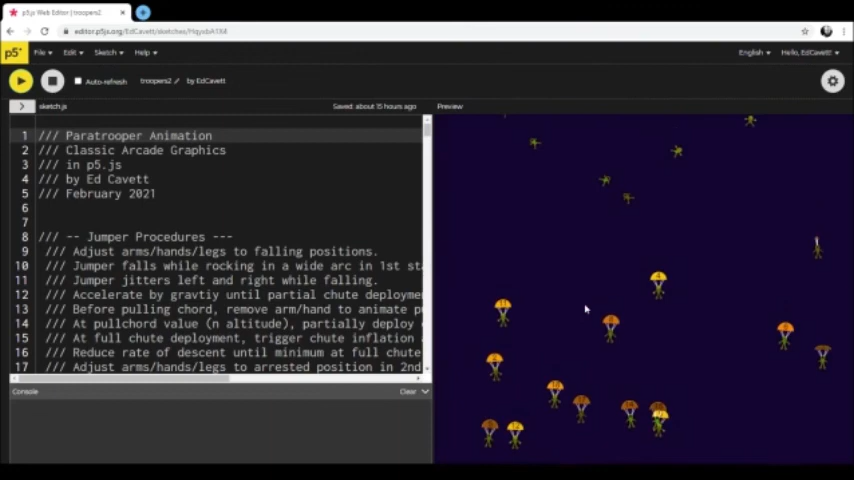 p5.js Web Editor | troopers2
editor.p5js.org/EdCavett/sketches/
p5* File Edit Sketch Help English Hello, EdCavett!
Auto-refresh troopers2 by EdCavett
sketch.js Saved: about 15 hours ago Preview
1 /// Paratrooper Animation
2 /// Classic Arcade Graphics
3 /// in p5.js
4 /// by Ed Cavett
5 /// February 2021
6
7
8 /// -- Jumper Procedures ---
9 /// Adjust arms/hands/legs to falling positions.
10 /// Jumper falls while rocking in a wide arc in 1st sta
11 /// Jumper jitters left and right while falling.
12 /// Accelerate by gravtiy until partial chute deployme
13 /// Before pulling chord, remove arm/hand to animate pu
14 /// At pullchord value (n altitude), partially deploy
15 /// At full chute deployment, trigger chute inflation
16 /// Reduce rate of descent until minimum at full chute
17 /// Adjust arms/hands/legs to arrested position in 2nd
Console Clear